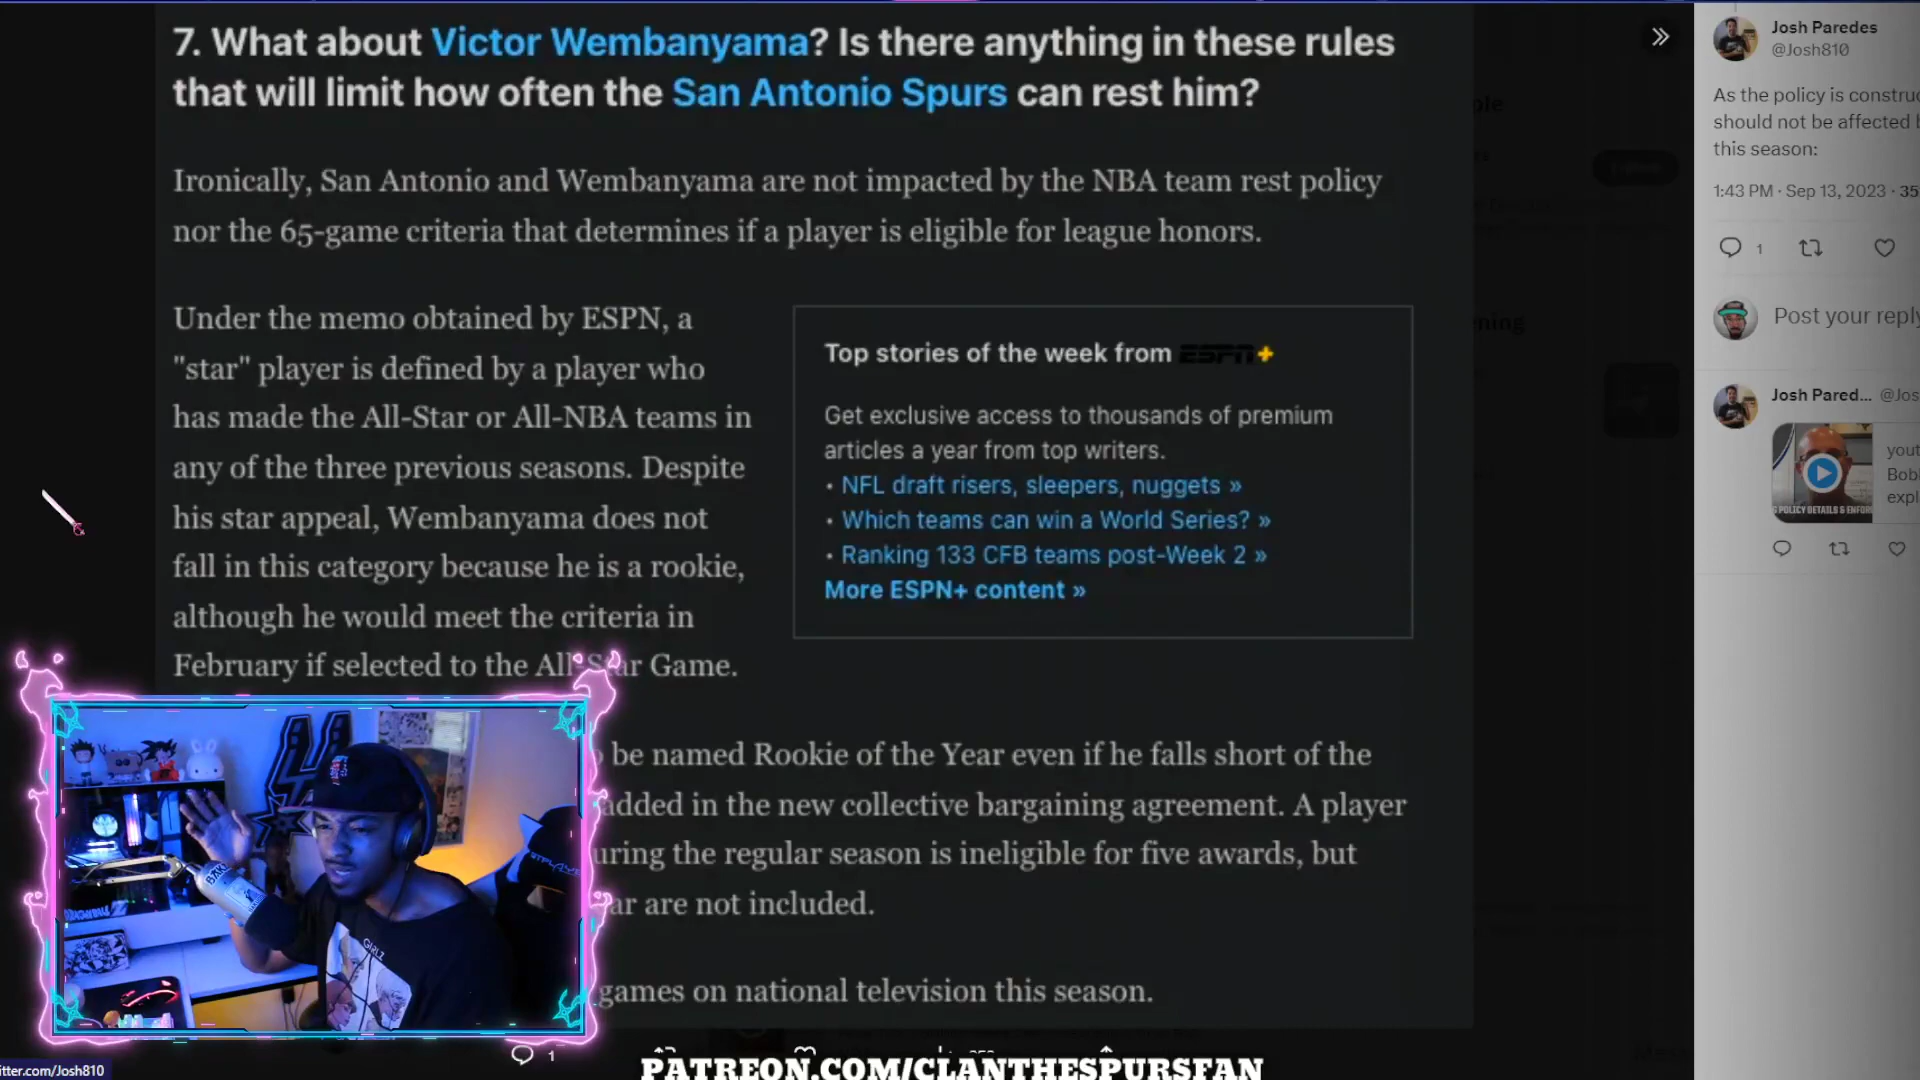 7. What about Victor Wembanyama? Is there anything in these rules
that will limit how often the San Antonio Spurs can rest him?
Ironically, San Antonio and Wembanyama are not impacted by the NBA team rest policy
nor the 65-game criteria that determines if a player is eligible for league honors.
Under the memo obtained by ESPN, a
"star" player is defined by a player who
has made the All-Star or All-NBA teams in
any of the three previous seasons. Despite
his star appeal, Wembanyama does not
fall in this category because he is a rookie,
although he would meet the criteria in
February if selected to the All-Star Game.
Top stories of the week from ESPN+
Get exclusive access to thousands of premium
articles a year from top writers.
• NFL draft risers, sleepers, nuggets »
• Which teams can win a World Series? »
• Ranking 133 CFB teams post-Week 2 »
More ESPN+ content »
be named Rookie of the Year even if he falls short of the
added in the new collective bargaining agreement. A player
uring the regular season is ineligible for five awards, but
ar are not included.
games on national television this season.
1
PATREON.COM/CLANTHESPURSFAN
itter.com/Josh810
Josh Paredes
@Josh810
As the policy is construc
should not be affected b
this season:
1:43 PM · Sep 13, 2023 · 35
1
Post your reply
Josh Pared... @Jos
yout
Bobb
expl
G POLICY DETAILS & ENFOR